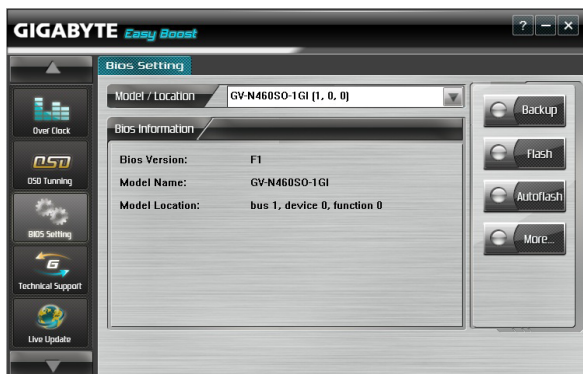 GIGABYTE Easy Boost
? — ×
Bios Setting
Model / Location GV-N460SO-1GI (1, 0, 0)
Bios Information
Bios Version: F1
Model Name: GV-N460SO-1GI
Model Location: bus 1, device 0, function 0
Over Clock
OSD
OSD Tunning
BIOS Setting
G
Technical Support
Live Update
Backup
Flash
Autoflash
More...